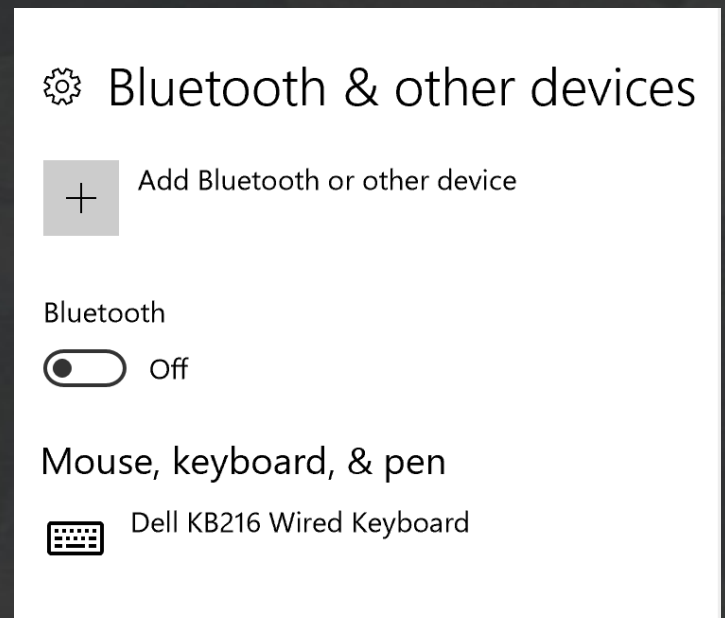 Bluetooth & other devices
Add Bluetooth or other device
Bluetooth
Off
Mouse, keyboard, & pen
Dell KB216 Wired Keyboard